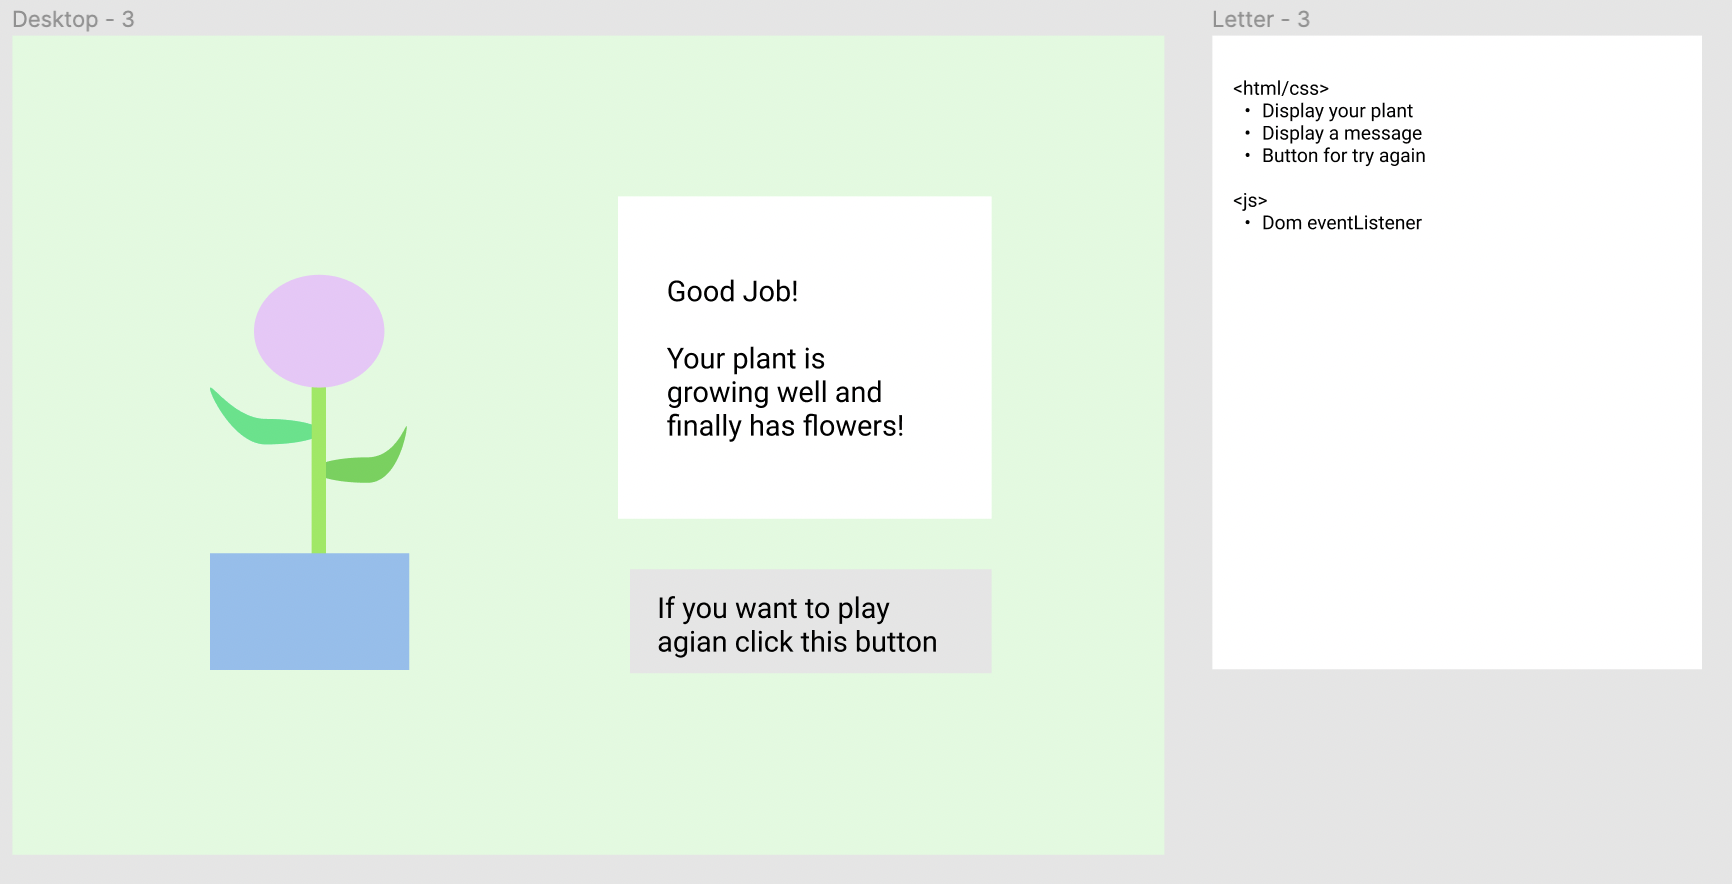 Desktop - 3
Good Job!
Your plant is
growing well and
finally has flowers!
If you want to play
agian click this button
Letter - 3
<html/css>
• Display your plant
• Display a message
• Button for try again
<js>
• Dom eventListener